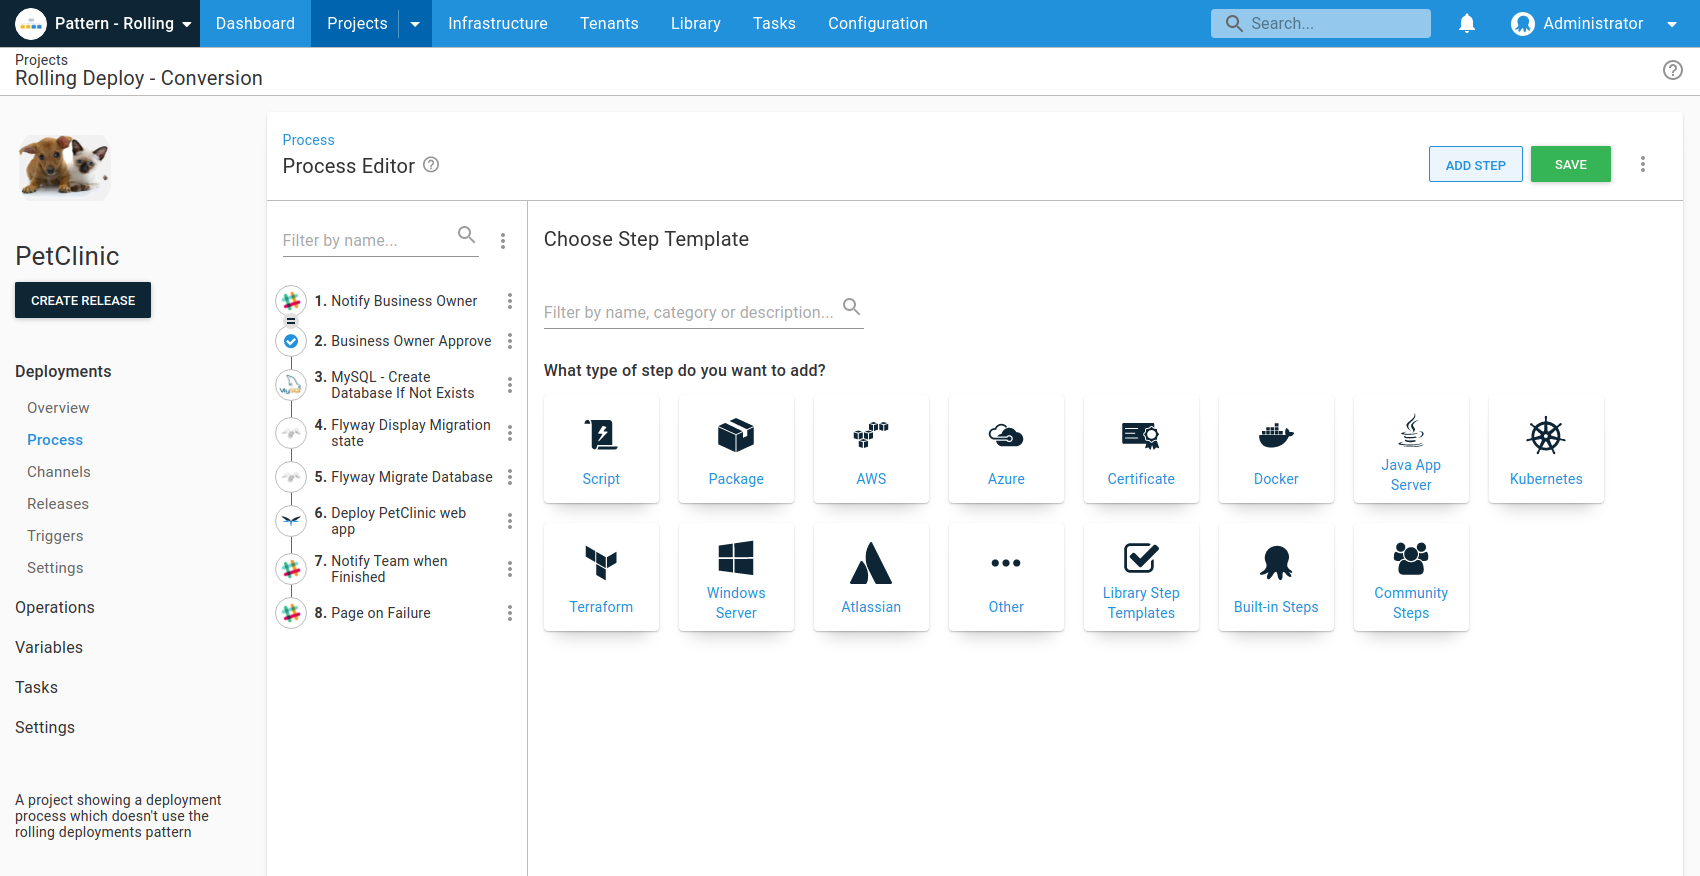 Pattern - Rolling
Dashboard
Projects
Infrastructure
Tenants
Library
Tasks
Configuration
Search...
Administrator
Projects
Rolling Deploy - Conversion
PetClinic
CREATE RELEASE
Deployments
Overview
Process
Channels
Releases
Triggers
Settings
Operations
Variables
Tasks
Settings
A project showing a deployment
process which doesn't use the
rolling deployments pattern
Process
Process Editor
ADD STEP
SAVE
Filter by name...
1. Notify Business Owner
2. Business Owner Approve
3. MySQL - Create
Database If Not Exists
4. Flyway Display Migration
state
5. Flyway Migrate Database
6. Deploy PetClinic web
app
7. Notify Team when
Finished
8. Page on Failure
Choose Step Template
Filter by name, category or description...
What type of step do you want to add?
Script
Package
AWS
Azure
Certificate
Docker
Java App
Server
Kubernetes
Terraform
Windows
Server
Atlassian
Other
Library Step
Templates
Built-in Steps
Community
Steps